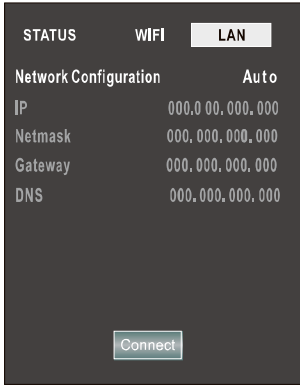 STATUS WIFI LAN
Network Configuration Auto
IP 000.0 00. 000. 000
Netmask 000. 000. 000. 000
Gateway 000. 000. 000. 000
DNS 000. 000. 000. 000
Connect